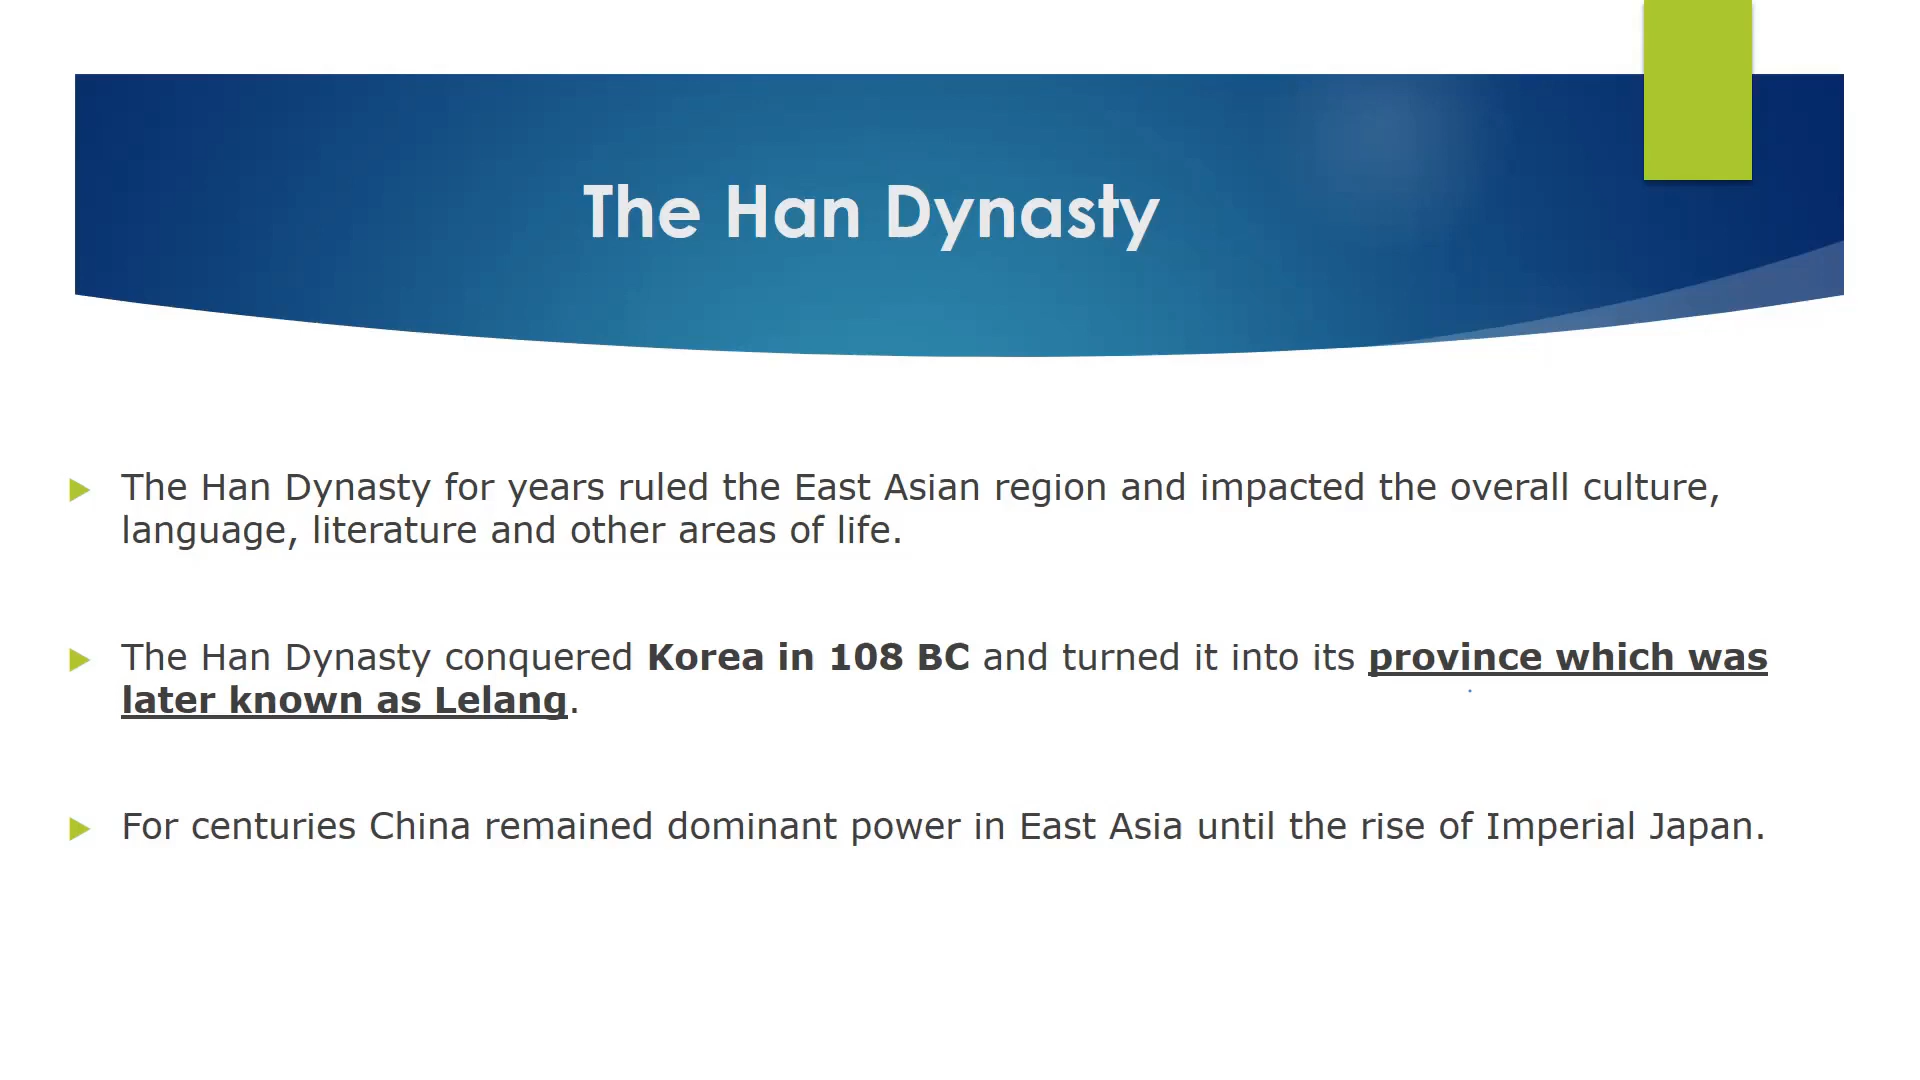 The Han Dynasty
The Han Dynasty for years ruled the East Asian region and impacted the overall culture,
language, literature and other areas of life.
The Han Dynasty conquered Korea in 108 BC and turned it into its province which was
later known as Lelang.
For centuries China remained dominant power in East Asia until the rise of Imperial Japan.